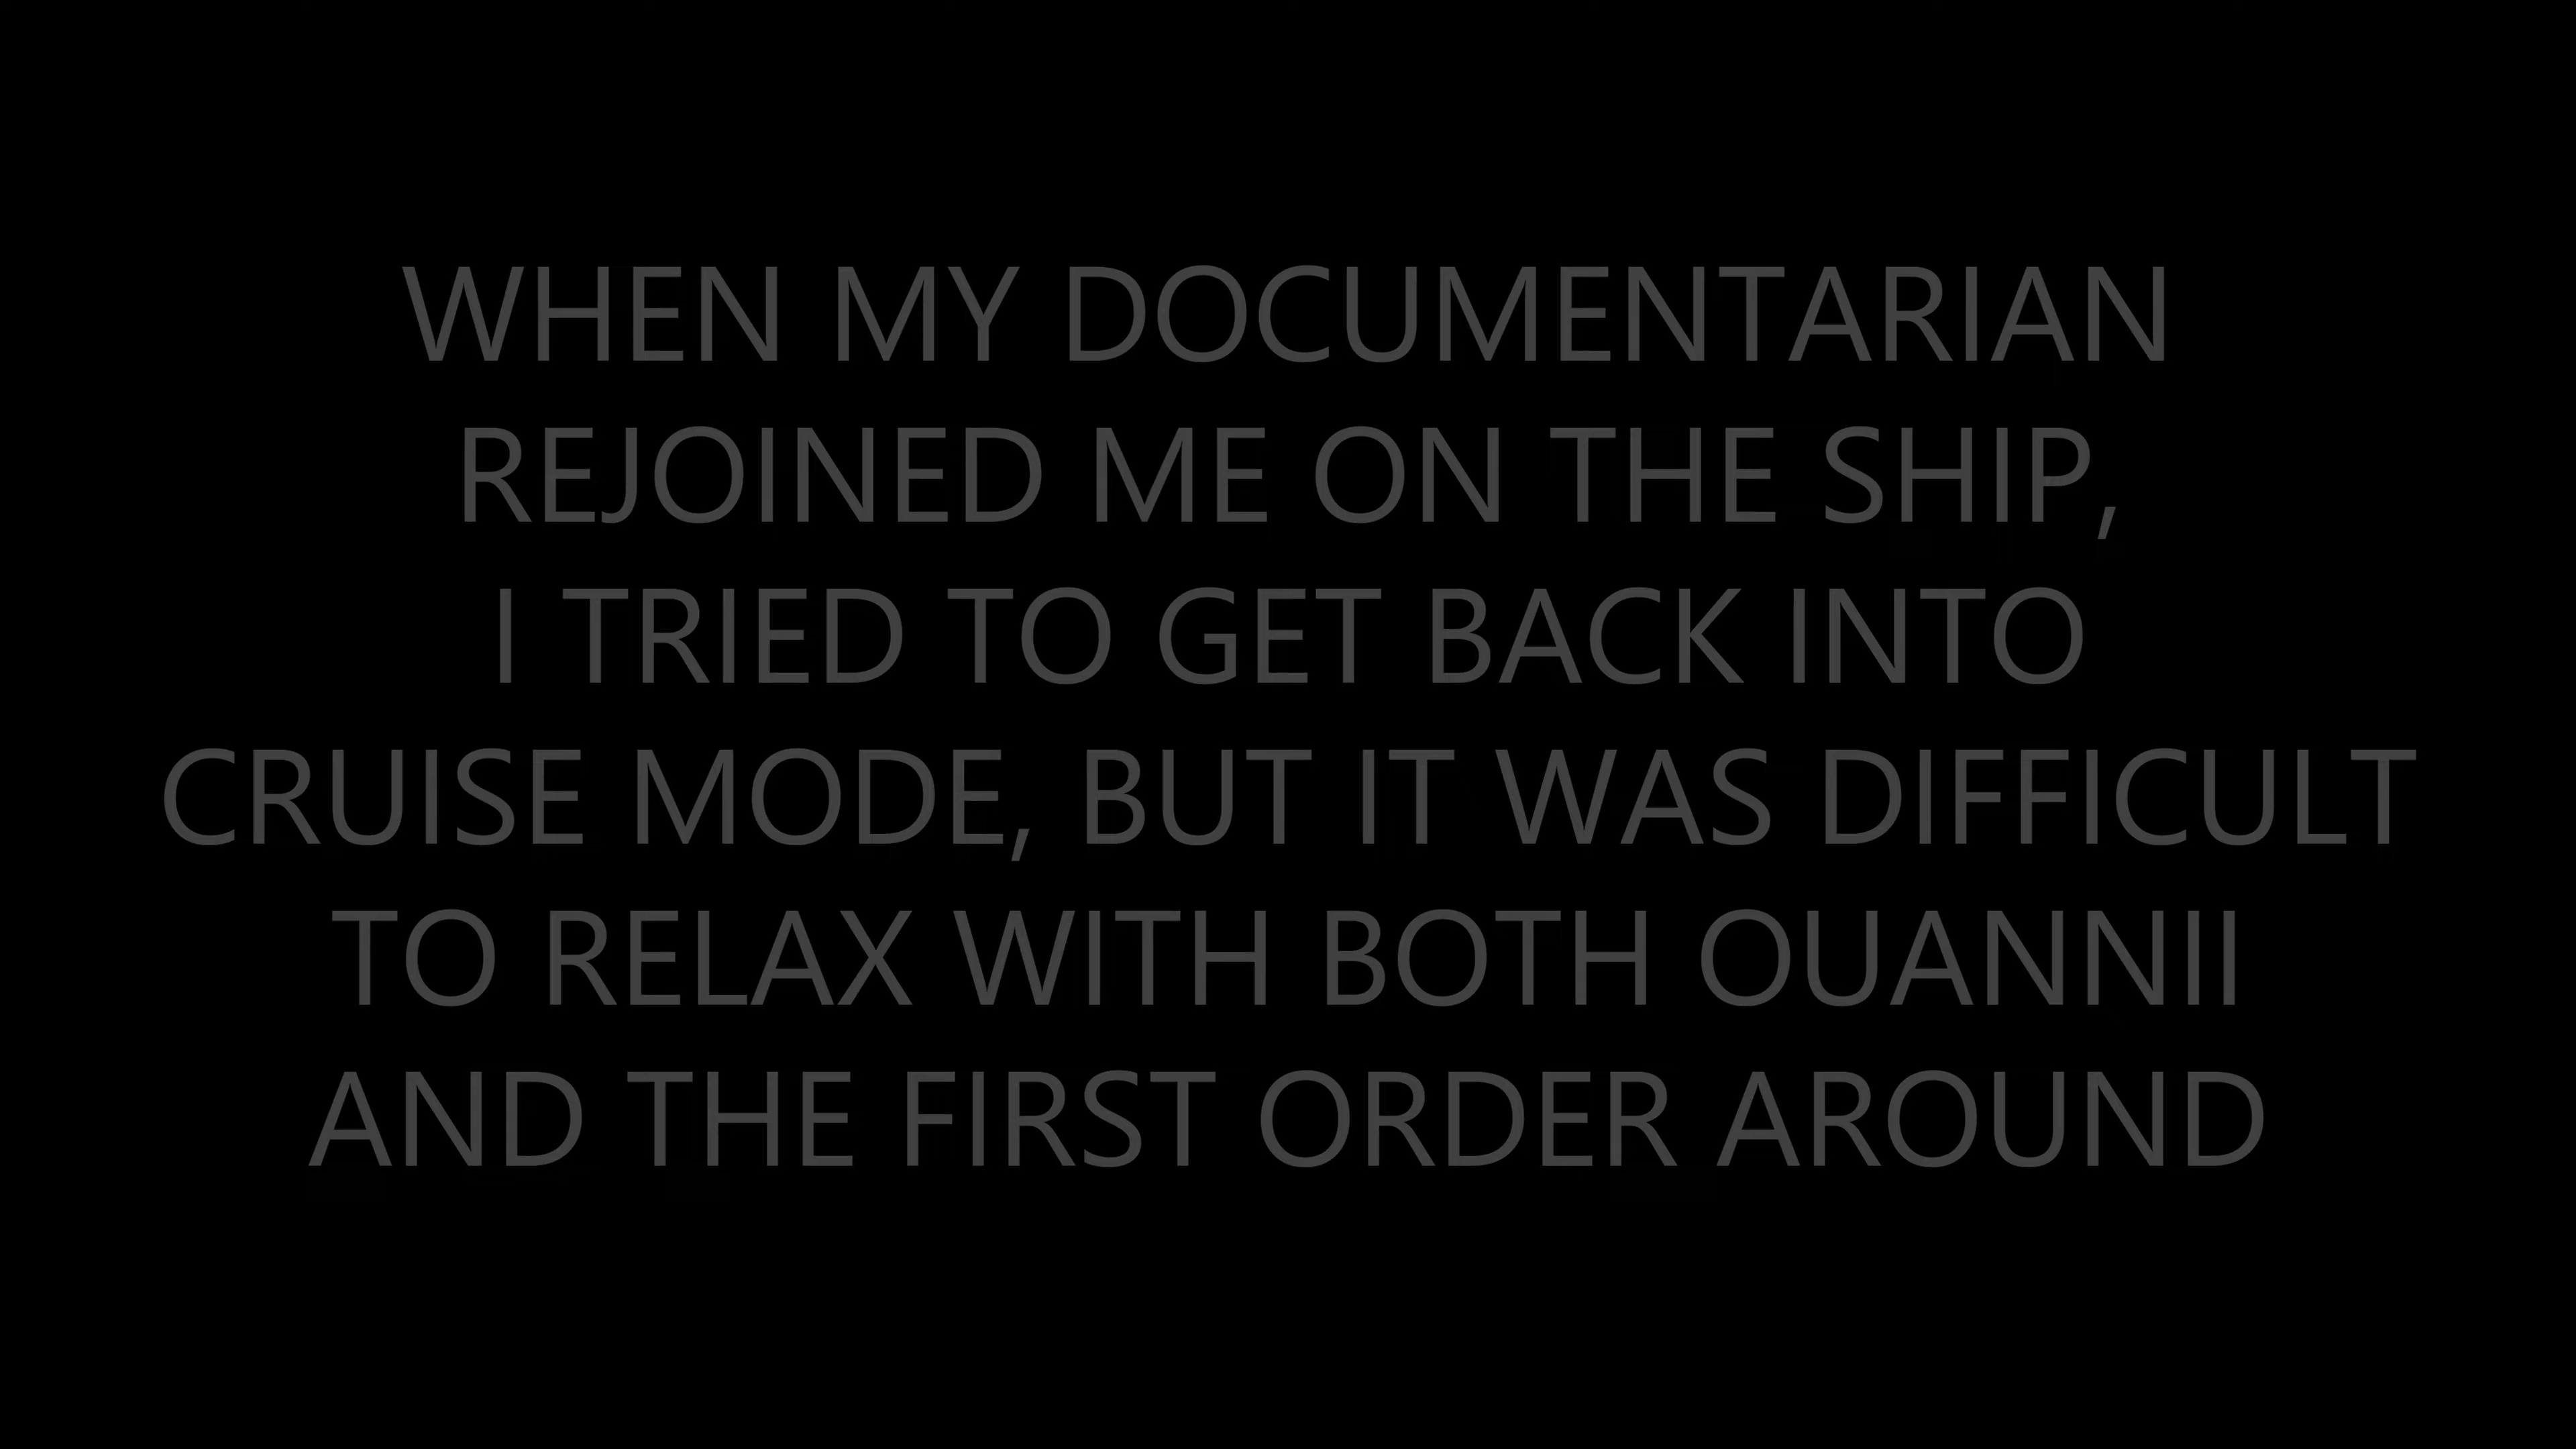 WHEN MY DOCUMENTARIAN
REJOINED ME ON THE SHIP,
I TRIED TO GET BACK INTO
CRUISE MODE, BUT IT WAS DIFFICULT
TO RELAX WITH BOTH OUANNII
AND THE FIRST ORDER AROUND